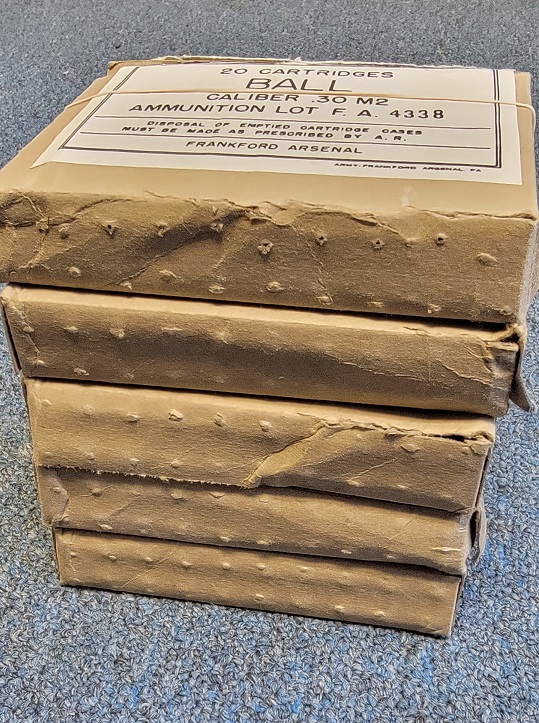 20 CARTRIDGES
BALL
CALIBER .30 M2
AMMUNITION LOT F. A. 4338
DISPOSAL OF EMPTIED CARTRIDGE CASES
MUST BE MADE AS PRESCRIBED BY A. R.
FRANKFORD ARSENAL
ARMY-FRANKFORD ARSENAL, PA